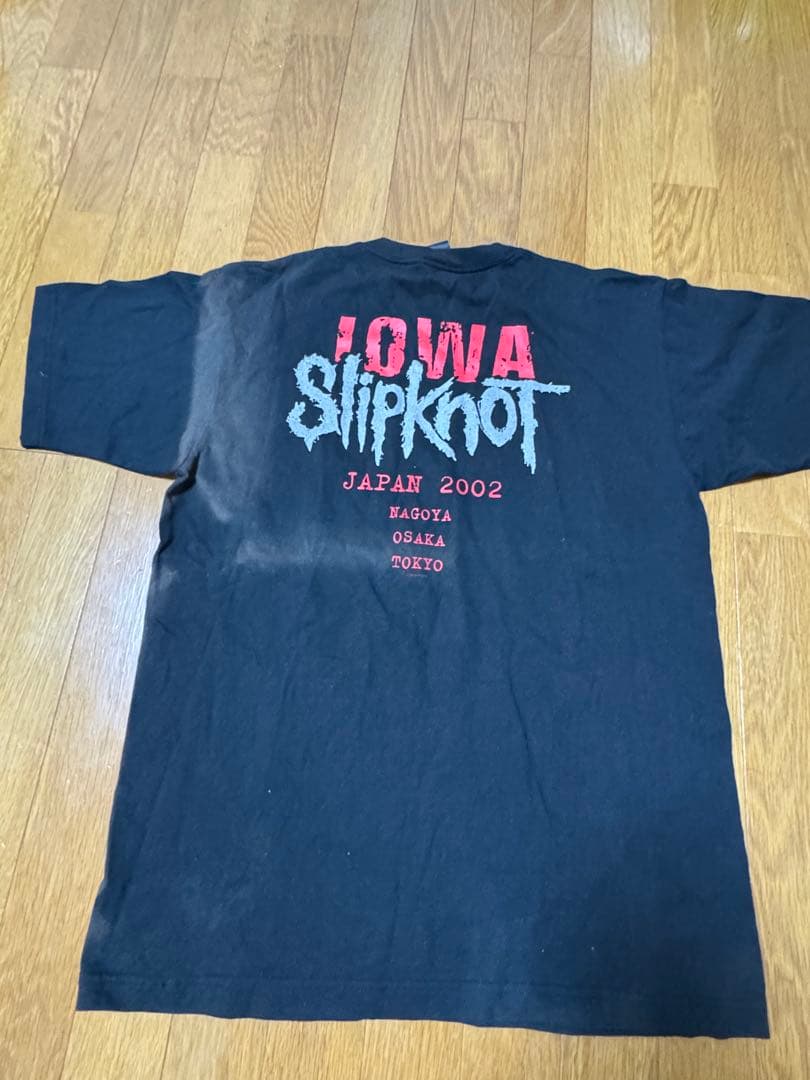 IOWA
Slipknot
JAPAN 2002
NAGOYA
OSAKA
TOKYO